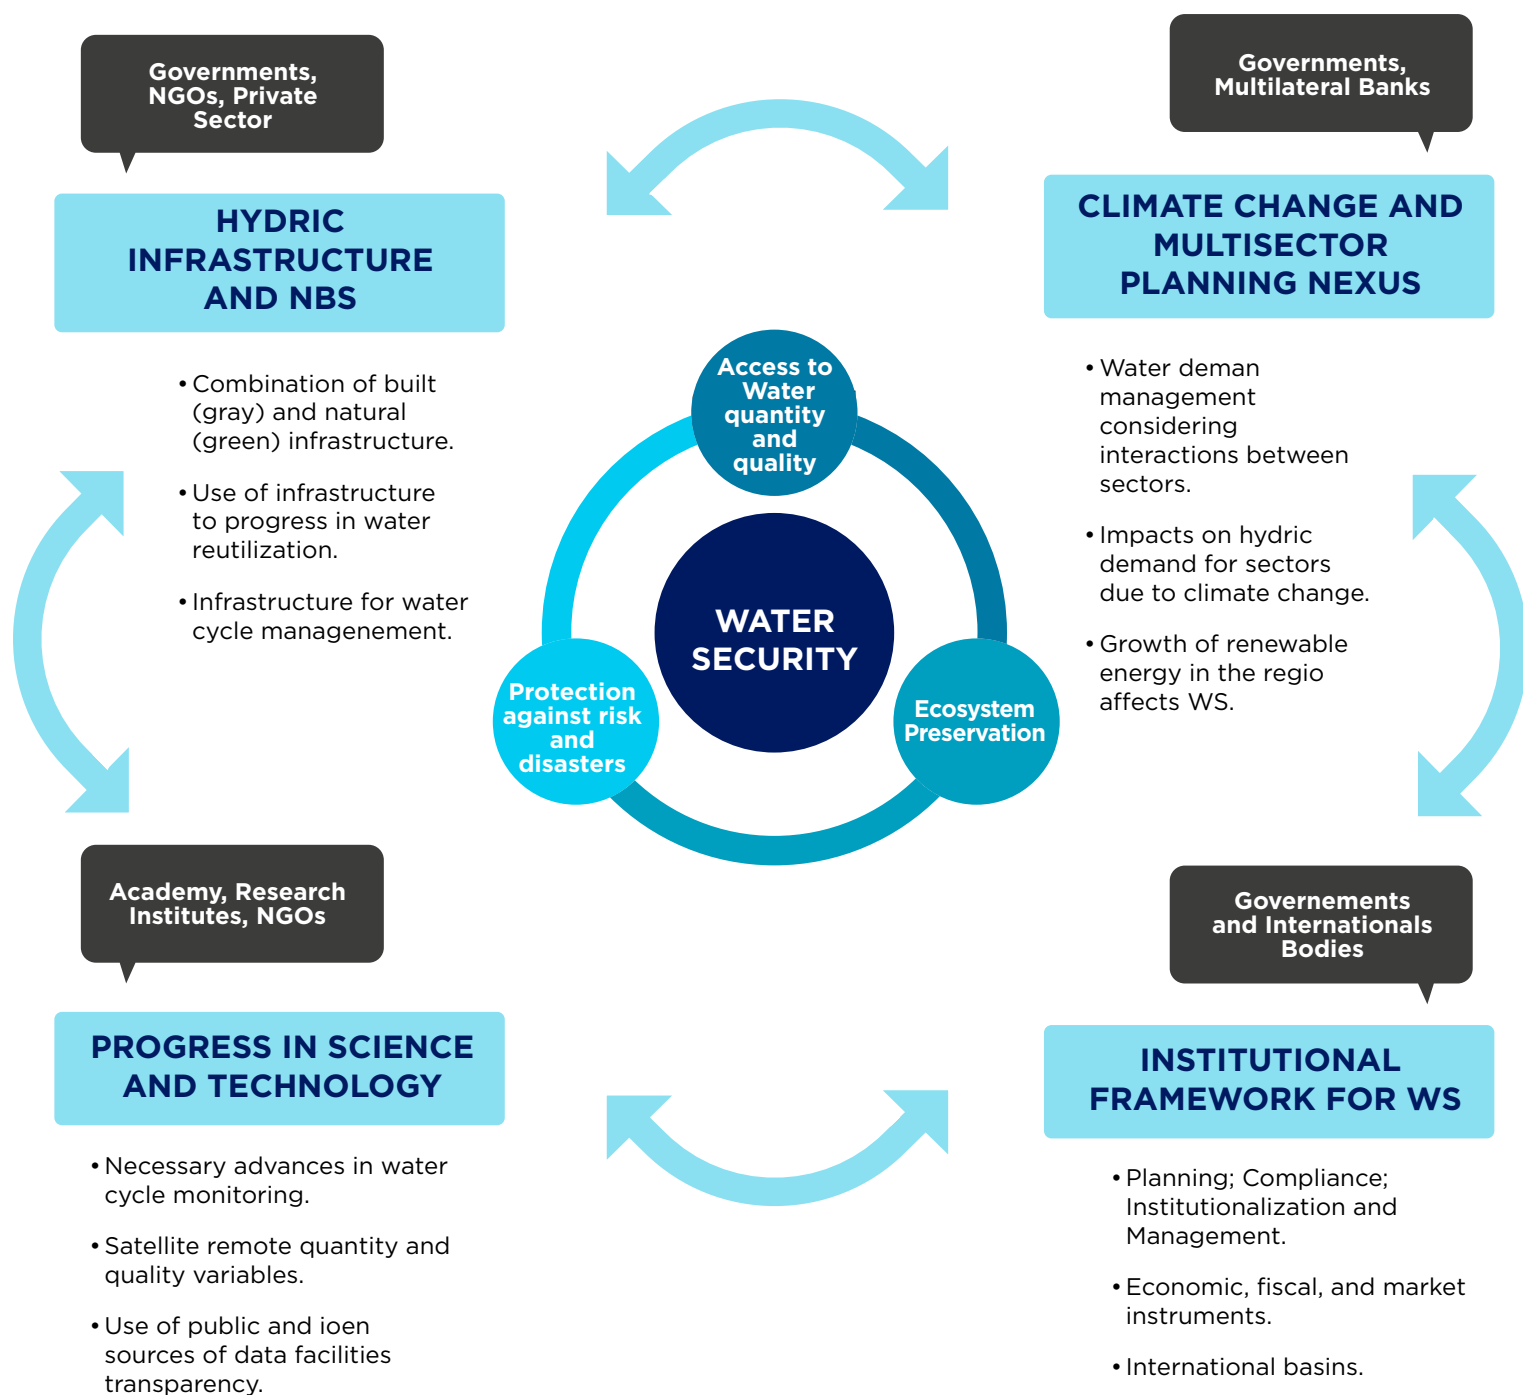 Governments,
NGOs, Private
Sector
HYDRIC
INFRASTRUCTURE
AND NBS
• Combination of built
(gray) and natural
(green) infrastructure.
• Use of infrastructure
to progress in water
reutilization.
• Infrastructure for water
cycle managenement.
Governments,
Multilateral Banks
CLIMATE CHANGE AND
MULTISECTOR
PLANNING NEXUS
• Water deman
management
considering
interactions between
sectors.
• Impacts on hydric
demand for sectors
due to climate change.
• Growth of renewable
energy in the regio
affects WS.
Access to
Water
quantity
and
quality
WATER
SECURITY
Protection
against risk
and
disasters
Ecosystem
Preservation
Academy, Research
Institutes, NGOs
PROGRESS IN SCIENCE
AND TECHNOLOGY
• Necessary advances in water
cycle monitoring.
• Satellite remote quantity and
quality variables.
• Use of public and ioen
sources of data facilities
transparency.
Governements
and Internationals
Bodies
INSTITUTIONAL
FRAMEWORK FOR WS
• Planning; Compliance;
Institutionalization and
Management.
• Economic, fiscal, and market
instruments.
• International basins.